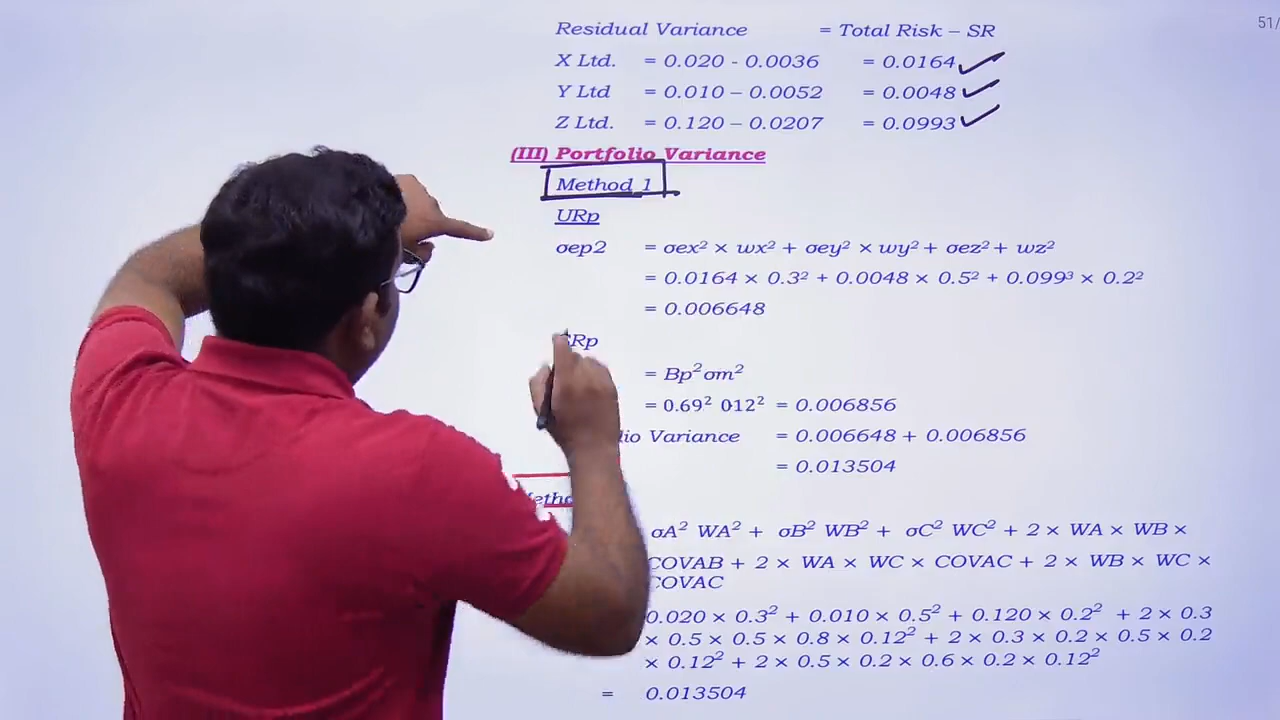 51/
Residual Variance = Total Risk – SR
X Ltd. = 0.020 - 0.0036 = 0.0164
Y Ltd = 0.010 – 0.0052 = 0.0048
Z Ltd. = 0.120 – 0.0207 = 0.0993
(III) Portfolio Variance
Method 1
URp
σep2 = σex² × wx² + σey² × wy² + σez² + wz²
= 0.0164 × 0.3² + 0.0048 × 0.5² + 0.099³ × 0.2²
= 0.006648
SRp
= Bp² σm²
= 0.69² 0.12² = 0.006856
lio Variance = 0.006648 + 0.006856
= 0.013504
σA² WA² + σB² WB² + σC² WC² + 2 × WA × WB ×
COVAB + 2 × WA × WC × COVAC + 2 × WB × WC ×
COVAC
0.020 × 0.3² + 0.010 × 0.5² + 0.120 × 0.2² + 2 × 0.3
× 0.5 × 0.5 × 0.8 × 0.12² + 2 × 0.3 × 0.2 × 0.5 × 0.2
× 0.12² + 2 × 0.5 × 0.2 × 0.6 × 0.2 × 0.12²
= 0.013504